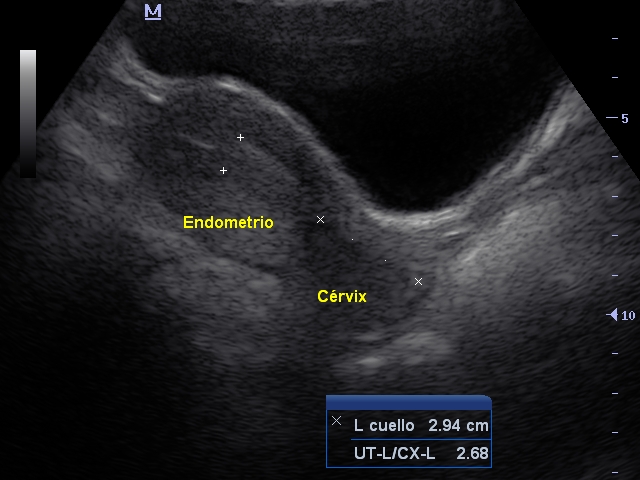 M
5
Endometrio
Cérvix
10
L cuello 2.94 cm
UT-L/CX-L 2.68